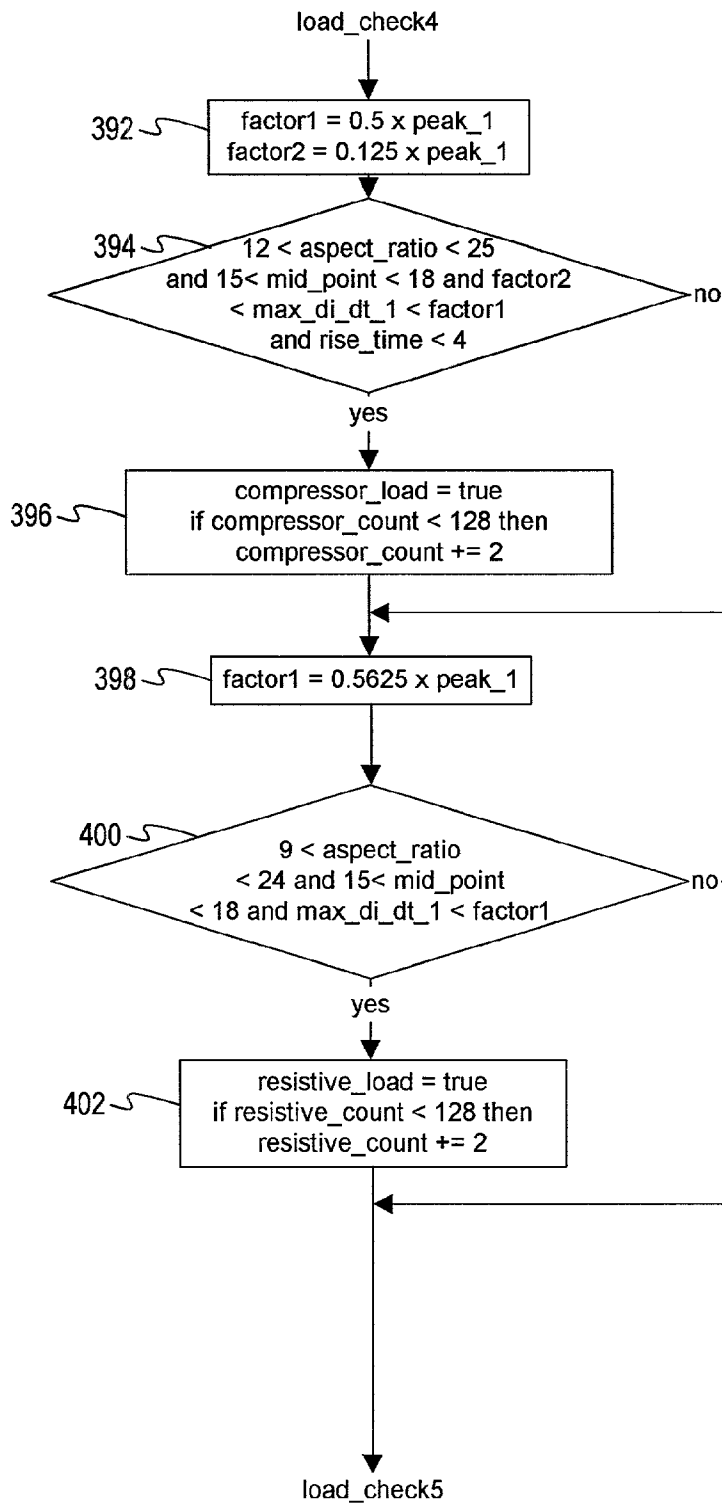 load_check4
392
factor1 = 0.5 x peak_1
factor2 = 0.125 x peak_1
394
12 < aspect_ratio < 25
and 15< mid_point < 18 and factor2
< max_di_dt_1 < factor1
and rise_time < 4
no
yes
396
compressor_load = true
if compressor_count < 128 then
compressor_count += 2
398
factor1 = 0.5625 x peak_1
400
9 < aspect_ratio
< 24 and 15< mid_point
< 18 and max_di_dt_1 < factor1
no
yes
402
resistive_load = true
if resistive_count < 128 then
resistive_count += 2
load_check5